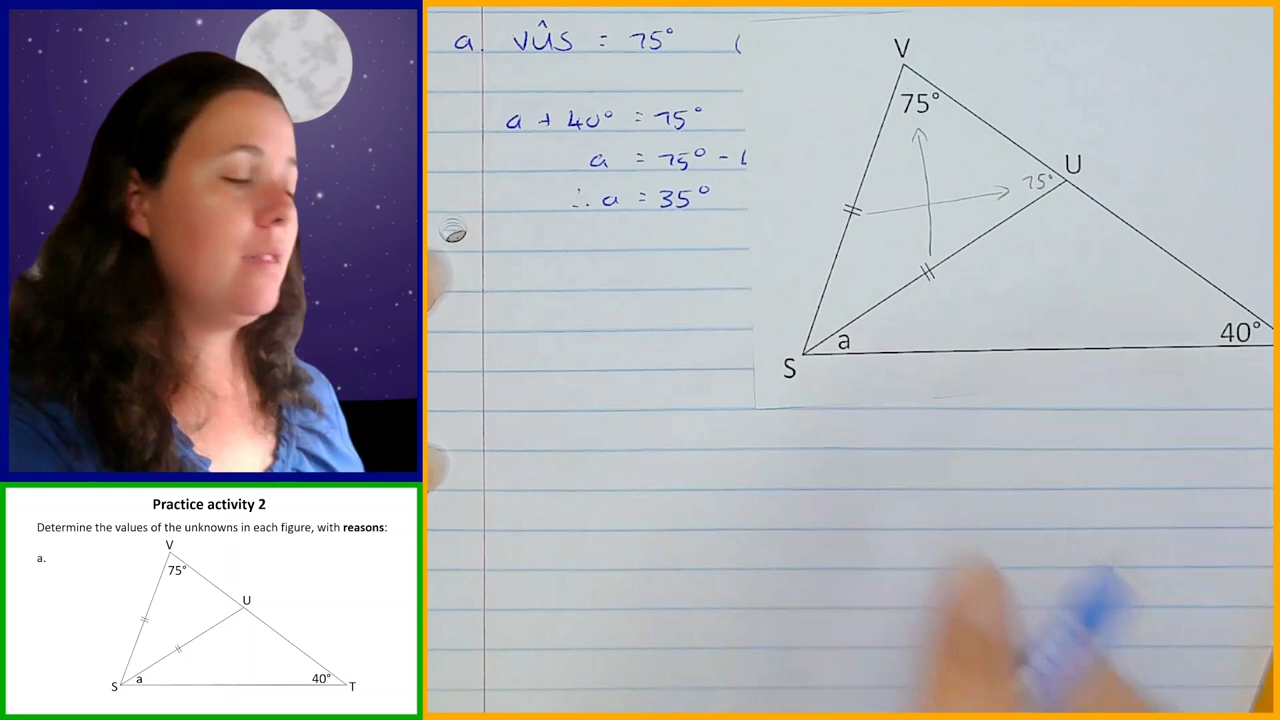 a. VÛS = 75° (
a + 40° = 75°
a = 75° -
∴ a = 35°
V
75°
U
75°
a
40°
S
Practice activity 2
Determine the values of the unknowns in each figure, with reasons:
a.
V
75°
U
S
a
40°
T